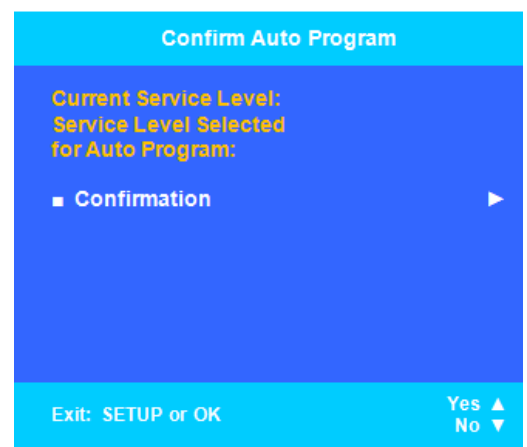 Confirm Auto Program
Current Service Level:
Service Level Selected
for Auto Program:
■ Confirmation ►
Exit: SETUP or OK
Yes ▲
No ▼